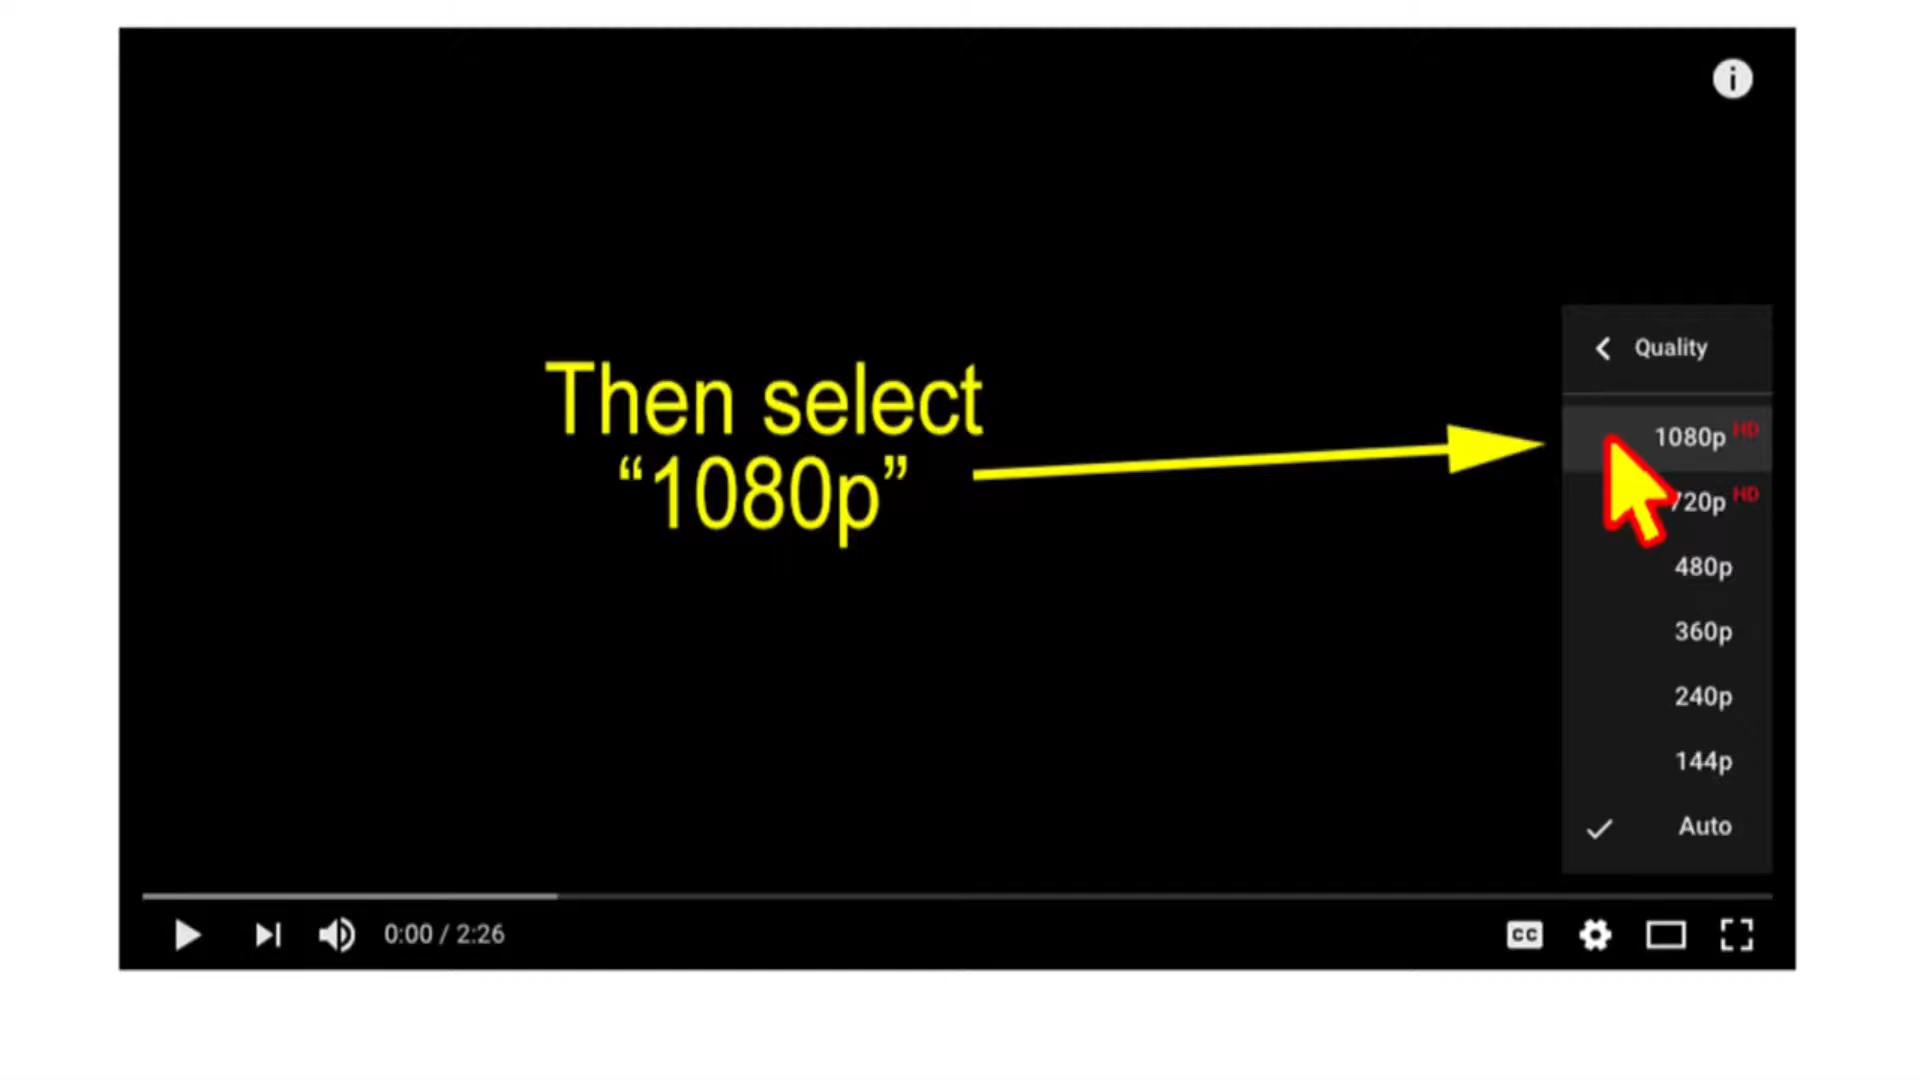 Quality
Then select
“1080p”
1080p HD
720p HD
480p
360p
240p
144p
Auto
0:00 / 2:26
CC